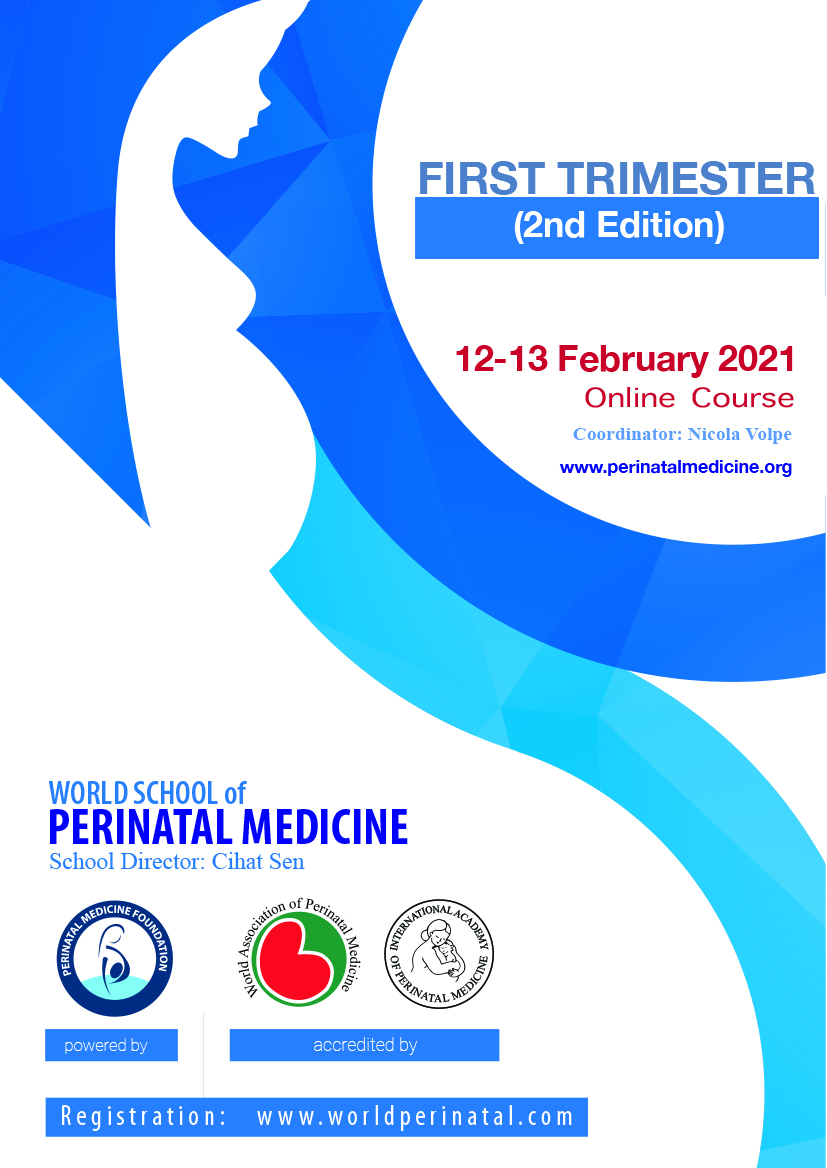 FIRST TRIMESTER
(2nd Edition)
12-13 February 2021
Online Course
Coordinator: Nicola Volpe
www.perinatalmedicine.org
WORLD SCHOOL of
PERINATAL MEDICINE
School Director: Cihat Sen
PERINATAL MEDICINE FOUNDATION
World Association of Perinatal Medicine
INTERNATIONAL ACADEMY
OF PERINATAL MEDICINE
powered by
accredited by
Registration: www.worldperinatal.com